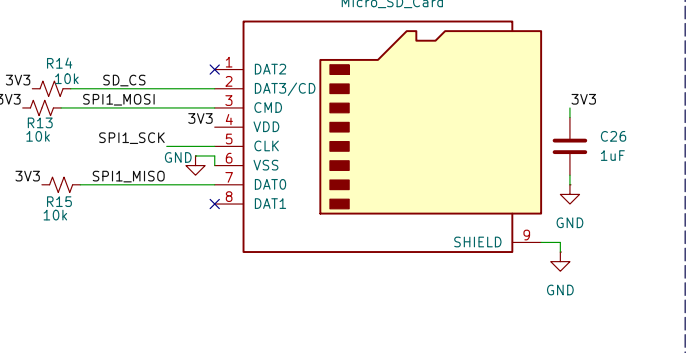 Micro_SD_Card
R14
3V3 10k SD_CS
3V3 SPI1_MOSI
R13
10k
3V3
SPI1_SCK
GND
3V3 SPI1_MISO
R15
10k
1 DAT2
2 DAT3/CD
3 CMD
4 VDD
5 CLK
6 VSS
7 DAT0
8 DAT1
SHIELD 9
GND
3V3
C26
1uF
GND